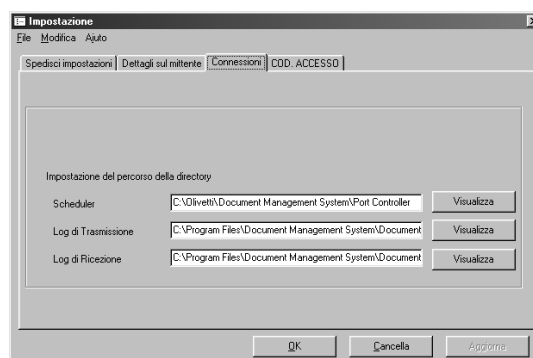 Impostazione
File Modifica Aiuto
Spedisci impostazioni Dettagli sul mittente Connessioni COD. ACCESSO
Impostazione del percorso della directory
Scheduler C:\Olivetti\Document Management System\Port Controller Visualizza
Log di Trasmissione C:\Program Files\Document Management System\Document Visualizza
Log di Ricezione C:\Program Files\Document Management System\Document Visualizza
OK Cancella Aggiorna